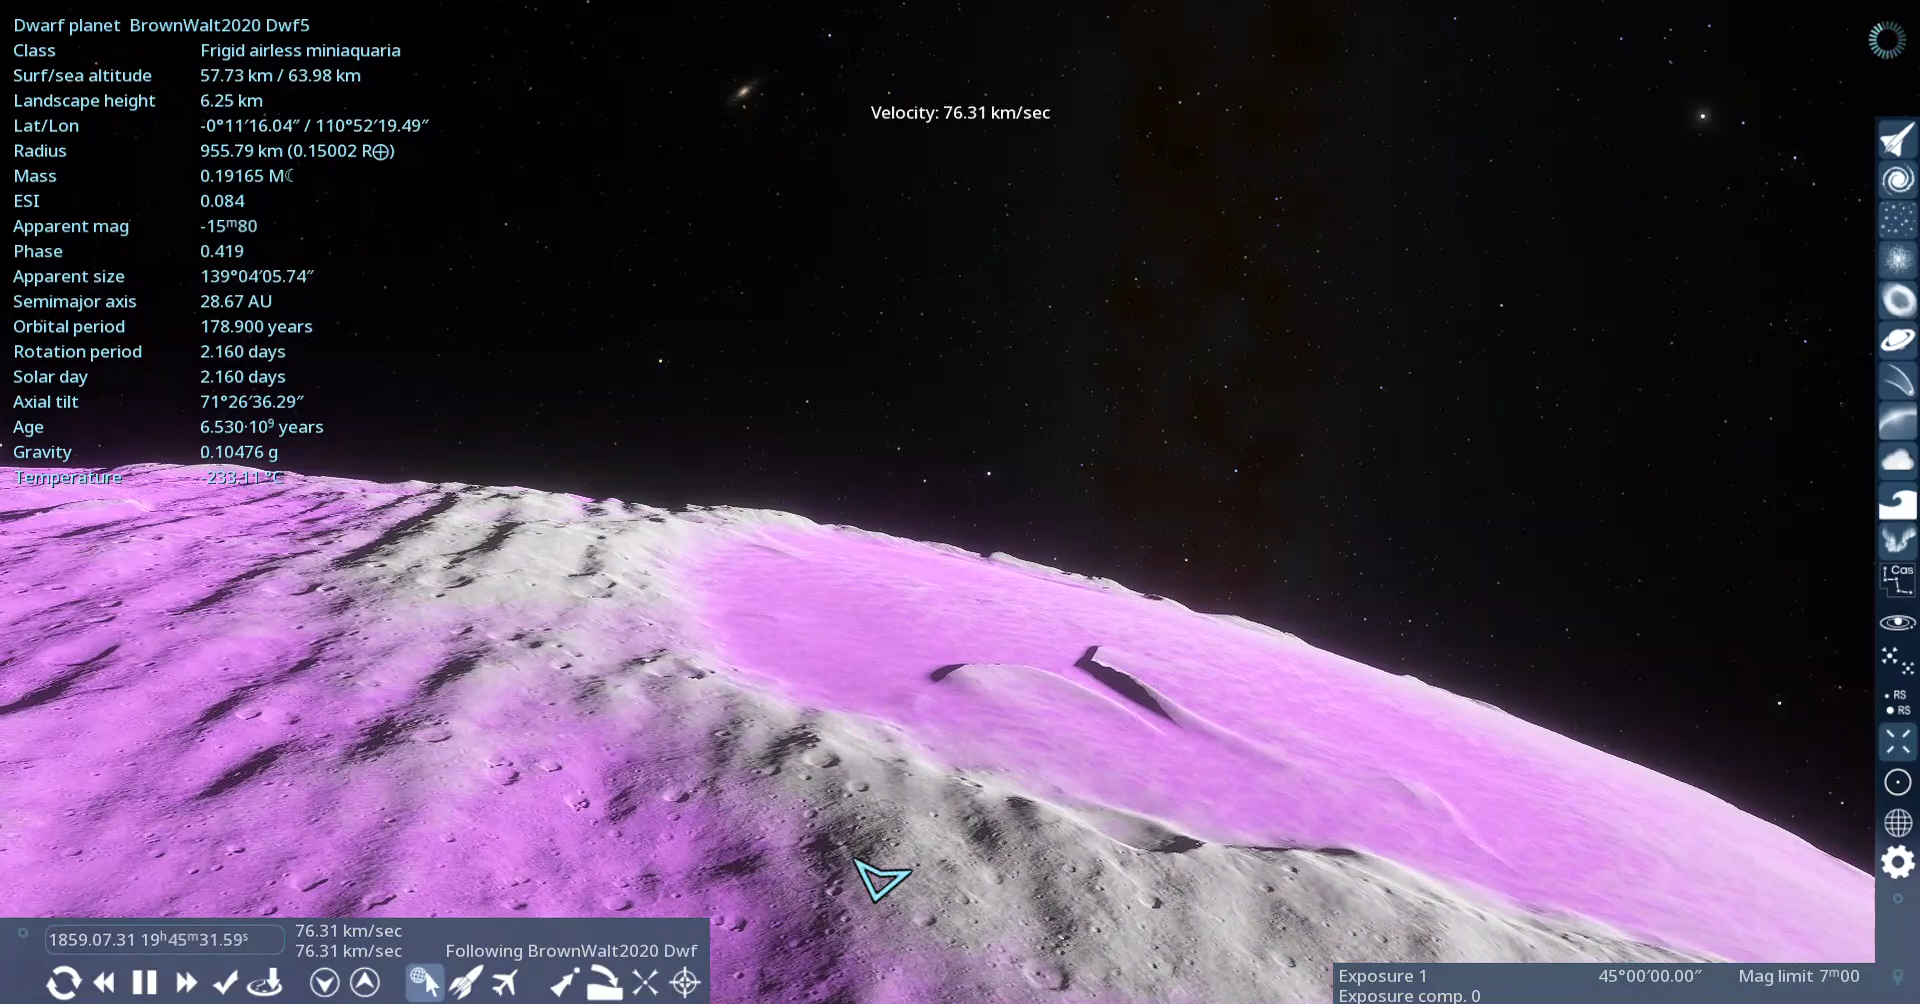 Dwarf planet BrownWalt2020 Dwf5
Class Frigid airless miniaquaria
Surf/sea altitude 57.73 km / 63.98 km
Landscape height 6.25 km
Lat/Lon -0°11′16.04″ / 110°52′19.49″
Radius 955.79 km (0.15002 R⊕)
Mass 0.19165 M☾
ESI 0.084
Apparent mag -15ᵐ80
Phase 0.419
Apparent size 139°04′05.74″
Semimajor axis 28.67 AU
Orbital period 178.900 years
Rotation period 2.160 days
Solar day 2.160 days
Axial tilt 71°26′36.29″
Age 6.530·10⁹ years
Gravity 0.10476 g
Temperature -233.11 °C
Velocity: 76.31 km/sec
Cas
RS
RS
1859.07.31 19ʰ45ᵐ31.59ˢ
76.31 km/sec
76.31 km/sec
Following BrownWalt2020 Dwf
Exposure 1 45°00′00.00″ Mag limit 7ᵐ00
Exposure comp. 0